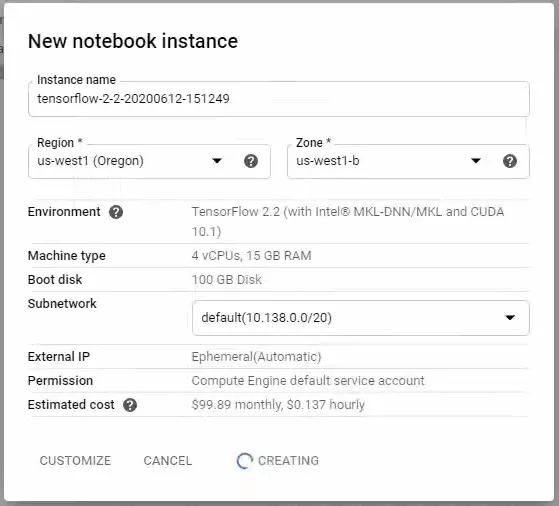 New notebook instance
Instance name
tensorflow-2-2-20200612-151249
Region * Zone *
us-west1 (Oregon) us-west1-b
Environment TensorFlow 2.2 (with Intel® MKL-DNN/MKL and CUDA
10.1)
Machine type 4 vCPUs, 15 GB RAM
Boot disk 100 GB Disk
Subnetwork default(10.138.0.0/20)
External IP Ephemeral(Automatic)
Permission Compute Engine default service account
Estimated cost $99.89 monthly, $0.137 hourly
CUSTOMIZE CANCEL CREATING